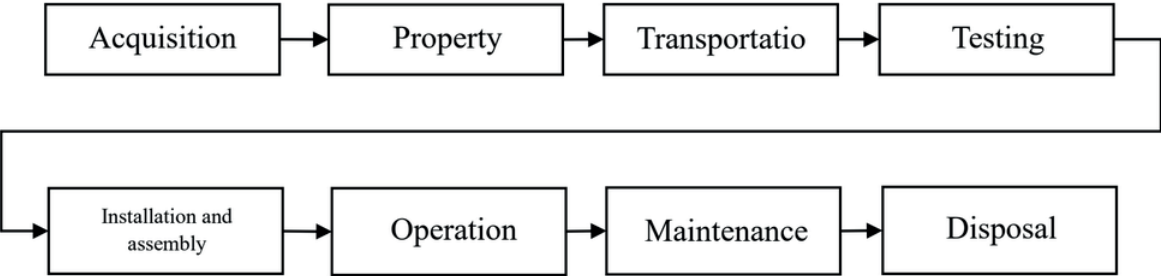 Acquisition
Property
Transportatio
Testing
Installation and
assembly
Operation
Maintenance
Disposal